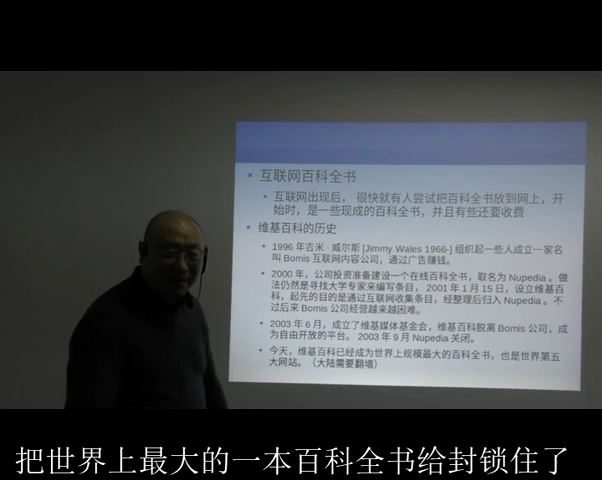 互联网百科全书
互联网出现后， 很快就有人尝试把百科全书放到网上，开
始时，是一些现成的百科全书，并且有些还要收费
维基百科的历史
1996 年吉米 · 威尔斯 [Jimmy Wales 1966-] 组织起一些人成立一家名
叫 Bomis 互联网内容公司，通过广告赚钱。
2000 年，公司投资准备建设一个在线百科全书，取名为 Nupedia 。做
法仍然是寻找大学专家来编写条目， 2001 年 1 月 15 日，设立维基百
科，起先的目的是通过互联网收集条目，经整理后归入 Nupedia 。不
过后来 Bomis 公司经营越来越困难。
2003 年 6 月，成立了维基媒体基金会，维基百科脱离 Bomis 公司，成
为自由开放的平台。 2003 年 9 月 Nupedia 关闭。
今天，维基百科已经成为世界上规模最大的百科全书，也是世界第五
大网站。（大陆需要翻墙）
把世界上最大的一本百科全书给封锁住了